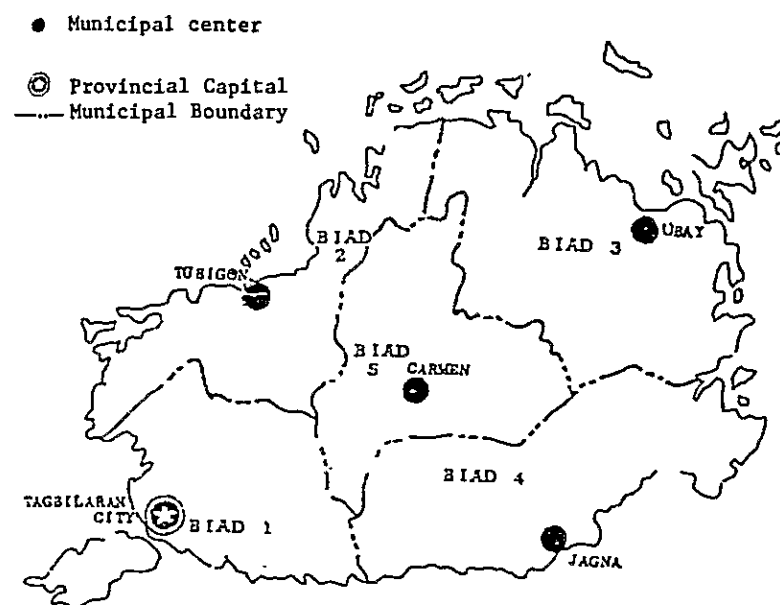 Municipal center
Provincial Capital
Municipal Boundary
BIAD
2
BIAD 3
UBAY
TUBIGON
BIAD
5
CARMEN
BIAD 4
TAGBILARAN
CITY
BIAD 1
JAGNA